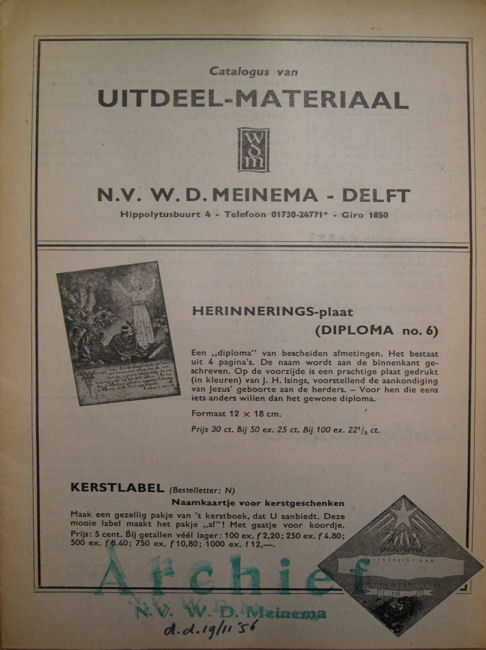 Catalogus van
UITDEEL-MATERIAAL
wdm
N.V. W.D. MEINEMA - DELFT
Hippolytusbuurt 4 - Telefoon 01730-24771* - Giro 1850
HERINNERINGS-plaat
(DIPLOMA no. 6)
Een „diploma” van bescheiden afmetingen. Het bestaat
uit 4 pagina's. De naam wordt aan de binnenkant ge-
schreven. Op de voorzijde is een prachtige plaat gedrukt
(in kleuren) van J. H. Isings, voorstellend de aankondiging
van Jezus' geboorte aan de herders. – Voor hen die eens
iets anders willen dan het gewone diploma.
Formaat 12 × 18 cm.
Prijs 30 ct. Bij 50 ex. 25 ct. Bij 100 ex. 22½ ct.
KERSTLABEL (Bestelletter: N)
Naamkaartje voor kerstgeschenken
Maak een gezellig pakje van 't kerstboek, dat U aanbiedt. Deze
mooie label maakt het pakje „af”! Met gaatje voor koordje.
Prijs: 5 cent. Bij getallen véél lager: 100 ex. f 2,20; 250 ex. f 4.80;
500 ex. f 8.40; 750 ex. f 10,80; 1000 ex. f 12,—.
geschenk
Archief
N.V. W.D. Meinema
d.d. 19/11 '56